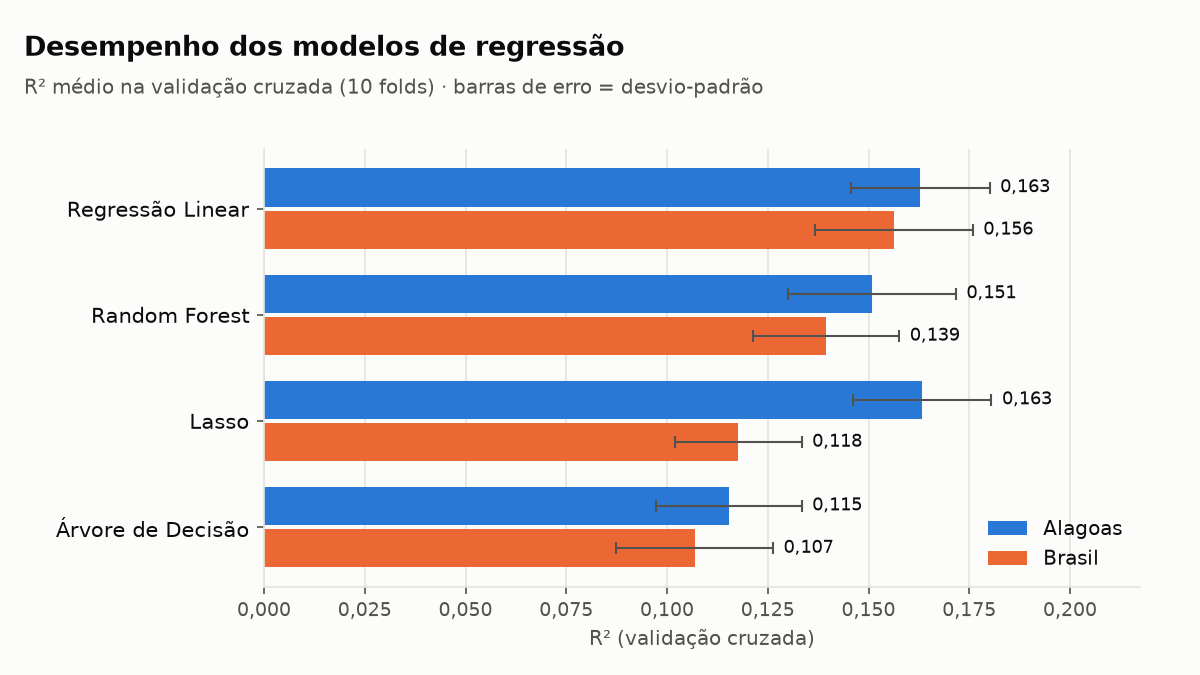 Desempenho dos modelos de regressão
R² médio na validação cruzada (10 folds) · barras de erro = desvio-padrão
Regressão Linear
0,163
0,156
Random Forest
0,151
0,139
Lasso
0,163
0,118
Árvore de Decisão
0,115
0,107
Alagoas
Brasil
0,000 0,025 0,050 0,075 0,100 0,125 0,150 0,175 0,200
R² (validação cruzada)